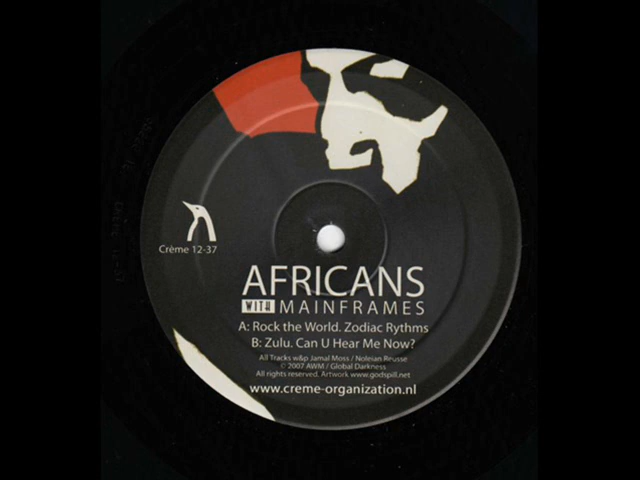 Crème 12-37
AFRICANS
WITH MAINFRAMES
A: Rock the World. Zodiac Rythms
B: Zulu. Can U Hear Me Now?
All Tracks w&p Jamal Moss / Noleian Reusse
© 2007 AWM / Global Darkness
All rights reserved. Artwork www.godspill.net
www.creme-organization.nl